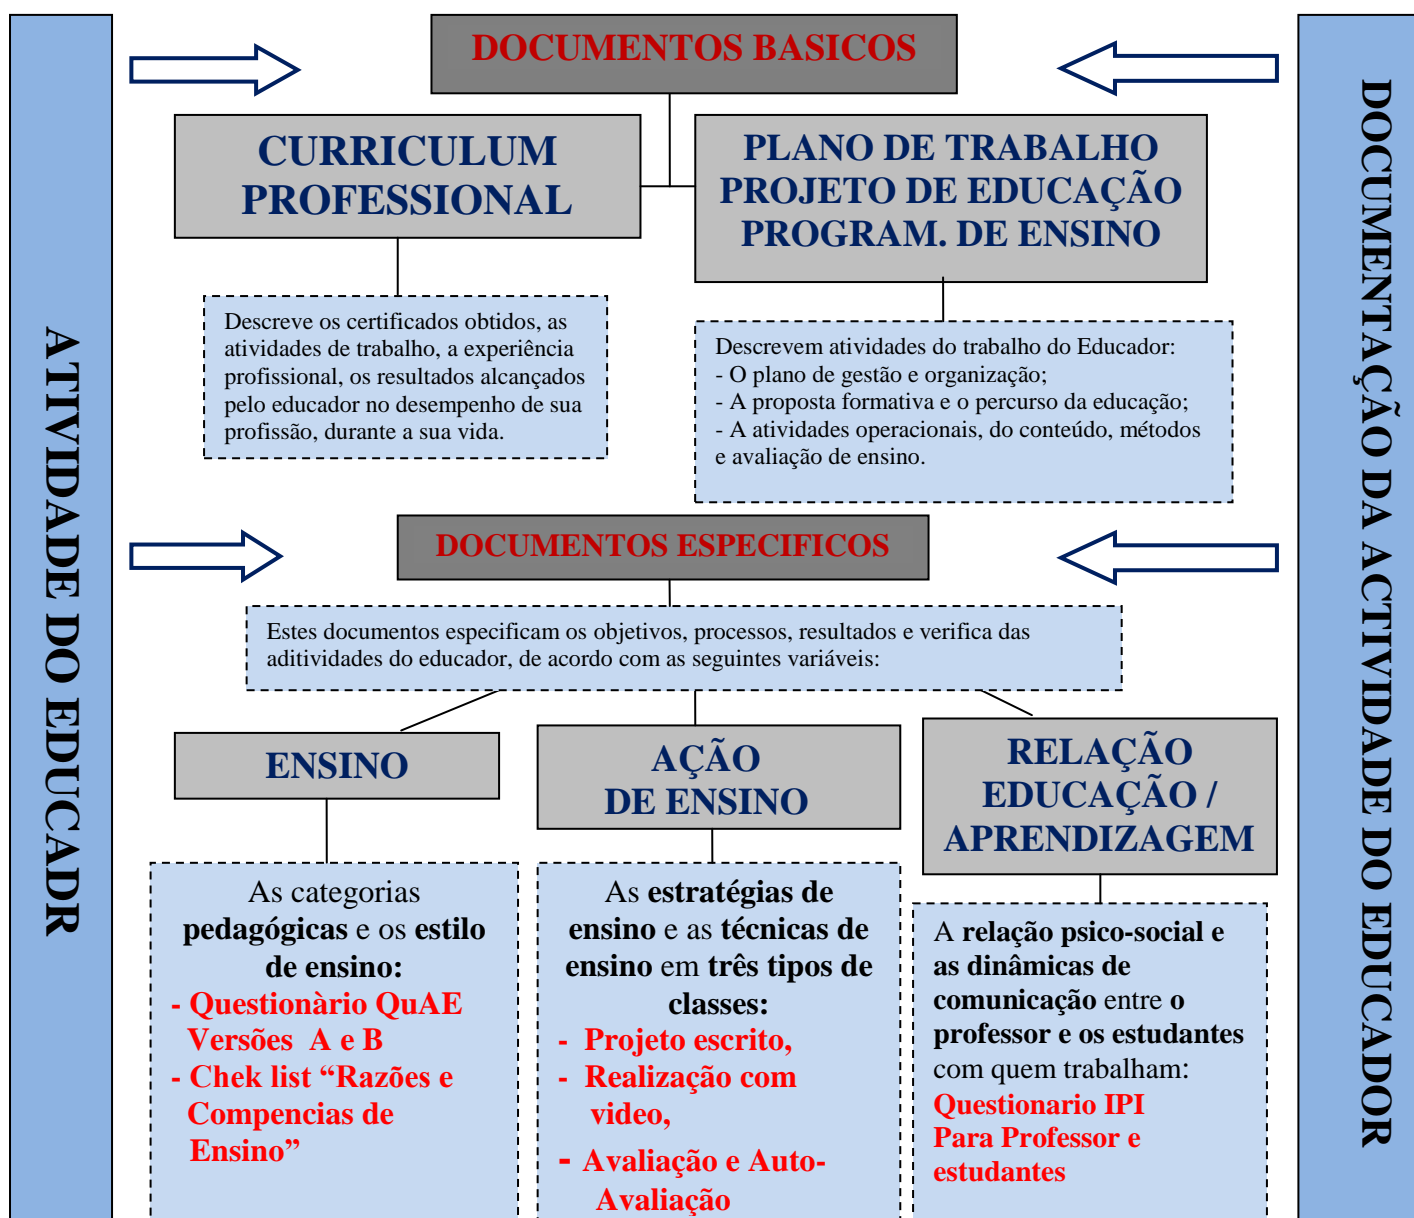 ATIVIDADE DO EDUCADR
DOCUMENTOS BASICOS
CURRICULUM
PROFESSIONAL
PLANO DE TRABALHO
PROJETO DE EDUCAÇÃO
PROGRAM. DE ENSINO
Descreve os certificados obtidos, as
atividades de trabalho, a experiência
profissional, os resultados alcançados
pelo educador no desempenho de sua
profissão, durante a sua vida.
Descrevem atividades do trabalho do Educador:
- O plano de gestão e organização;
- A proposta formativa e o percurso da educação;
- A atividades operacionais, do conteúdo, métodos
e avaliação de ensino.
DOCUMENTOS ESPECIFICOS
Estes documentos especificam os objetivos, processos, resultados e verifica das
aditividades do educador, de acordo com as seguintes variáveis:
ENSINO
AÇÃO
DE ENSINO
RELAÇÃO
EDUCAÇÃO /
APRENDIZAGEM
As categorias
pedagógicas e os estilo
de ensino:
- Questionàrio QuAE
Versões A e B
- Chek list “Razões e
Compencias de
Ensino”
As estratégias de
ensino e as técnicas de
ensino em três tipos de
classes:
- Projeto escrito,
- Realização com
video,
- Avaliação e Auto-
Avaliação
A relação psico-social e
as dinâmicas de
comunicação entre o
professor e os estudantes
com quem trabalham:
Questionario IPI
Para Professor e
estudantes
DOCUMENTAÇÃO DA ACTIVIDADE DO EDUCADOR